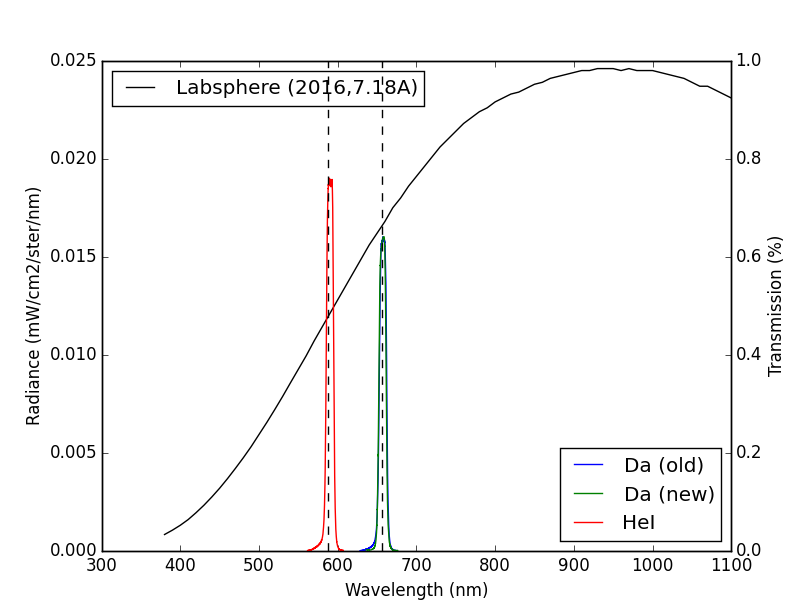 Labsphere (2016,7.18A)
0.025
0.020
0.015
0.010
0.005
0.000
Radiance (mW/cm2/ster/nm)
1.0
0.8
0.6
0.4
0.2
0.0
Transmission (%)
Da (old)
Da (new)
HeI
300 400 500 600 700 800 900 1000 1100
Wavelength (nm)